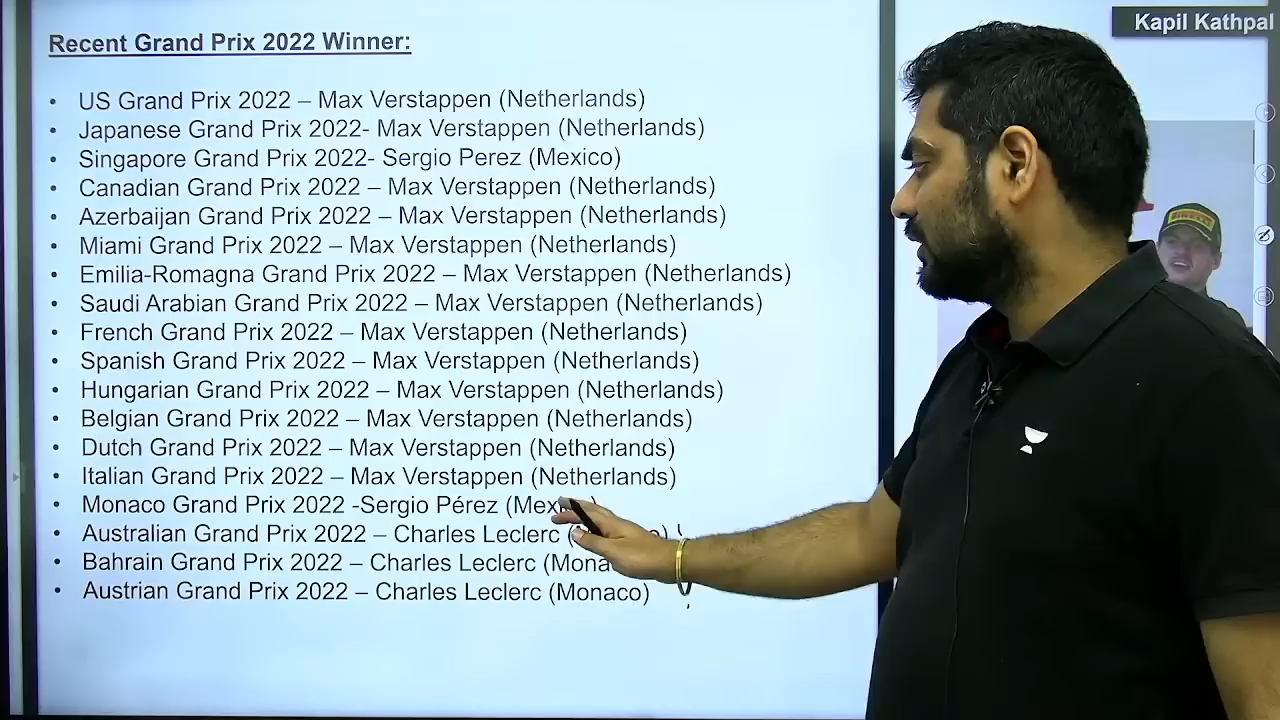 Kapil Kathpal
Recent Grand Prix 2022 Winner:
• US Grand Prix 2022 – Max Verstappen (Netherlands)
• Japanese Grand Prix 2022- Max Verstappen (Netherlands)
• Singapore Grand Prix 2022- Sergio Perez (Mexico)
• Canadian Grand Prix 2022 – Max Verstappen (Netherlands)
• Azerbaijan Grand Prix 2022 – Max Verstappen (Netherlands)
• Miami Grand Prix 2022 – Max Verstappen (Netherlands)
• Emilia-Romagna Grand Prix 2022 – Max Verstappen (Netherlands)
• Saudi Arabian Grand Prix 2022 – Max Verstappen (Netherlands)
• French Grand Prix 2022 – Max Verstappen (Netherlands)
• Spanish Grand Prix 2022 – Max Verstappen (Netherlands)
• Hungarian Grand Prix 2022 – Max Verstappen (Netherlands)
• Belgian Grand Prix 2022 – Max Verstappen (Netherlands)
• Dutch Grand Prix 2022 – Max Verstappen (Netherlands)
• Italian Grand Prix 2022 – Max Verstappen (Netherlands)
• Monaco Grand Prix 2022 -Sergio Pérez
• Australian Grand Prix 2022 – Charles Leclerc
• Bahrain Grand Prix 2022 – Charles Leclerc
• Austrian Grand Prix 2022 – Charles Leclerc (Monaco)
PIRELLI